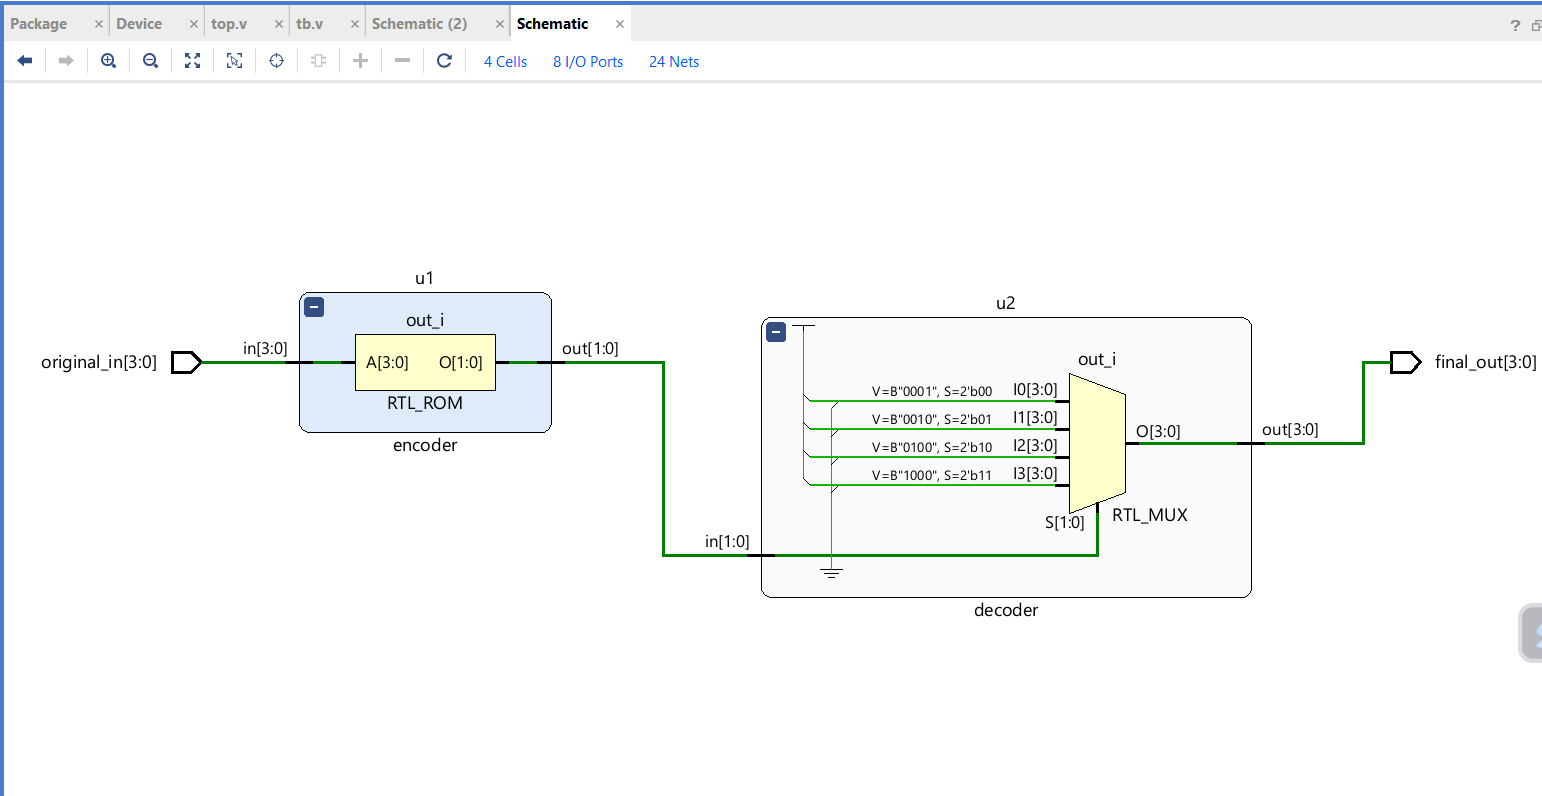 Package × Device × top.v × tb.v × Schematic (2) × Schematic × ?
4 Cells 8 I/O Ports 24 Nets
u1
out_i
original_in[3:0]
in[3:0]
A[3:0] O[1:0]
out[1:0]
RTL_ROM
encoder
u2
out_i
V=B"0001", S=2'b00 I0[3:0]
V=B"0010", S=2'b01 I1[3:0]
V=B"0100", S=2'b10 I2[3:0]
V=B"1000", S=2'b11 I3[3:0]
O[3:0]
S[1:0]
RTL_MUX
in[1:0]
out[3:0]
decoder
final_out[3:0]